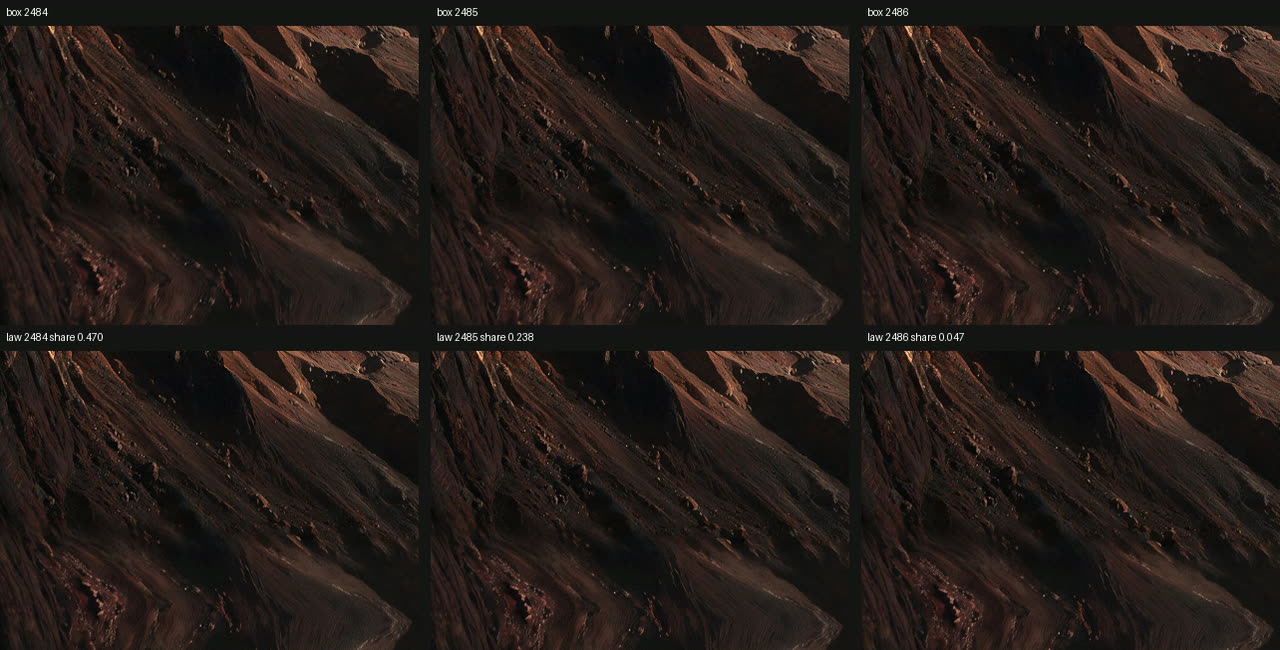 box 2484
box 2485
box 2486
law 2484 share 0.470
law 2485 share 0.238
law 2486 share 0.047